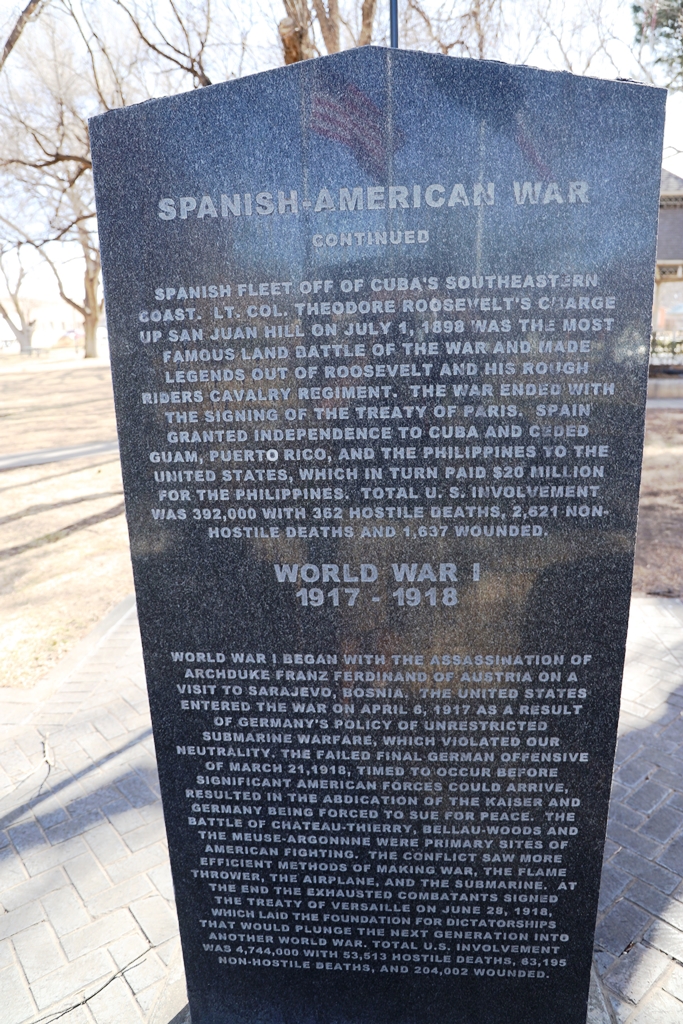 SPANISH-AMERICAN WAR
CONTINUED
SPANISH FLEET OFF OF CUBA'S SOUTHEASTERN
COAST. LT. COL. THEODORE ROOSEVELT'S CHARGE
UP SAN JUAN HILL ON JULY 1, 1898 WAS THE MOST
FAMOUS LAND BATTLE OF THE WAR AND MADE
LEGENDS OUT OF ROOSEVELT AND HIS ROUGH
RIDERS CAVALRY REGIMENT. THE WAR ENDED WITH
THE SIGNING OF THE TREATY OF PARIS. SPAIN
GRANTED INDEPENDENCE TO CUBA AND CEDED
GUAM, PUERTO RICO, AND THE PHILIPPINES TO THE
UNITED STATES, WHICH IN TURN PAID $20 MILLION
FOR THE PHILIPPINES. TOTAL U. S. INVOLVEMENT
WAS 392,000 WITH 362 HOSTILE DEATHS, 2,621 NON-
HOSTILE DEATHS AND 1,637 WOUNDED.
WORLD WAR I
1917 - 1918
WORLD WAR I BEGAN WITH THE ASSASSINATION OF
ARCHDUKE FRANZ FERDINAND OF AUSTRIA ON A
VISIT TO SARAJEVO, BOSNIA. THE UNITED STATES
ENTERED THE WAR ON APRIL 6, 1917 AS A RESULT
OF GERMANY'S POLICY OF UNRESTRICTED
SUBMARINE WARFARE, WHICH VIOLATED OUR
NEUTRALITY. THE FAILED FINAL GERMAN OFFENSIVE
OF MARCH 21,1918, TIMED TO OCCUR BEFORE
SIGNIFICANT AMERICAN FORCES COULD ARRIVE,
RESULTED IN THE ABDICATION OF THE KAISER AND
GERMANY BEING FORCED TO SUE FOR PEACE. THE
BATTLE OF CHATEAU-THIERRY, BELLAU-WOODS AND
THE MEUSE-ARGONNNE WERE PRIMARY SITES OF
AMERICAN FIGHTING. THE CONFLICT SAW MORE
EFFICIENT METHODS OF MAKING WAR, THE FLAME
THROWER, THE AIRPLANE, AND THE SUBMARINE. AT
THE END THE EXHAUSTED COMBATANTS SIGNED
THE TREATY OF VERSAILLE ON JUNE 28, 1918,
WHICH LAID THE FOUNDATION FOR DICTATORSHIPS
THAT WOULD PLUNGE THE NEXT GENERATION INTO
ANOTHER WORLD WAR. TOTAL U.S. INVOLVEMENT
WAS 4,744,000 WITH 53,513 HOSTILE DEATHS, 63,195
NON-HOSTILE DEATHS, AND 204,002 WOUNDED.